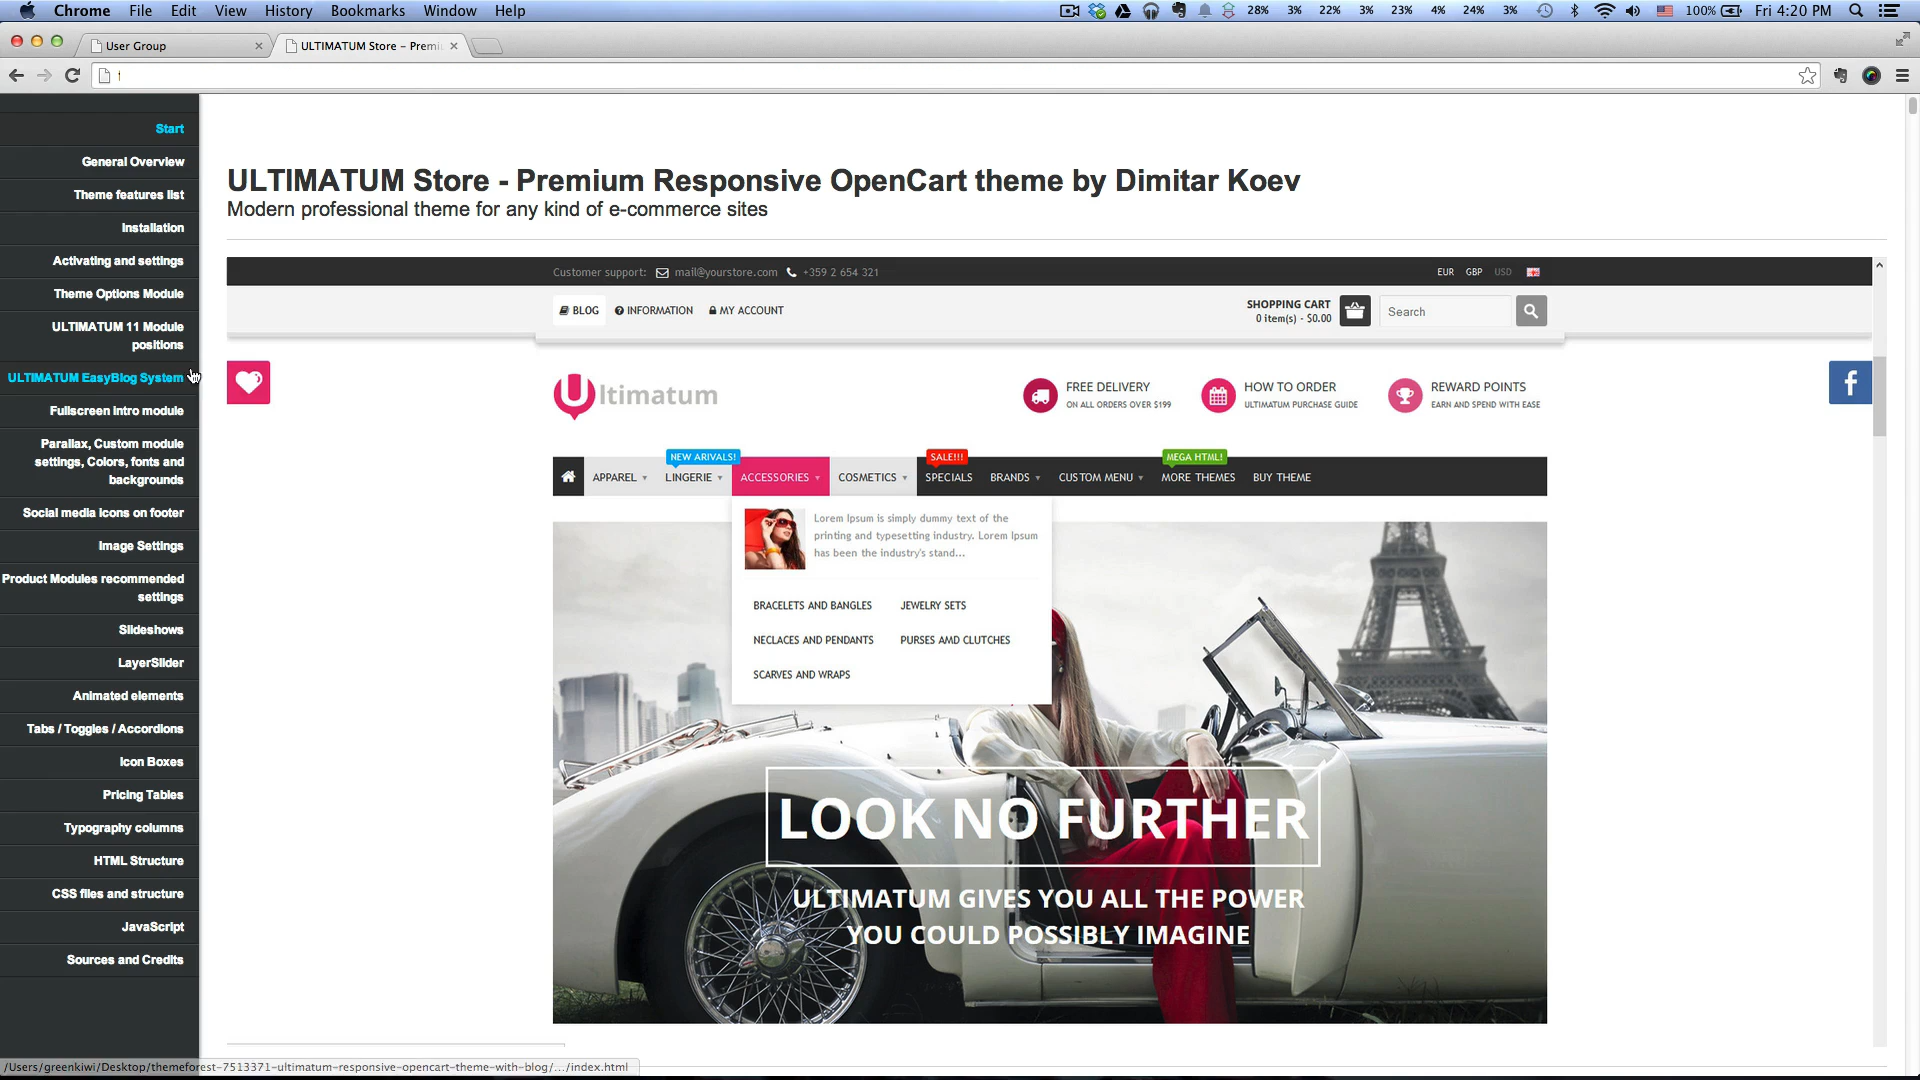 Chrome File Edit View History Bookmarks Window Help
28% 3% 22% 3% 23% 4% 24% 3% 100% Fri 4:20 PM
User Group
ULTIMATUM Store – Premi
Start
General Overview
Theme features list
Installation
Activating and settings
Theme Options Module
ULTIMATUM 11 Module
positions
ULTIMATUM EasyBlog System
Fullscreen Intro module
Parallax, Custom module
settings, Colors, fonts and
backgrounds
Social media icons on footer
Image Settings
Product Modules recommended
settings
Slideshows
LayerSlider
Animated elements
Tabs / Toggles / Accordions
Icon Boxes
Pricing Tables
Typography columns
HTML Structure
CSS files and structure
JavaScript
Sources and Credits
ULTIMATUM Store - Premium Responsive OpenCart theme by Dimitar Koev
Modern professional theme for any kind of e-commerce sites
Customer support: mail@yourstore.com +359 2 654 321
EUR GBP USD
BLOG INFORMATION MY ACCOUNT
SHOPPING CART
0 item(s) - $0.00
Search
Ultimatum
FREE DELIVERY
ON ALL ORDERS OVER $199
HOW TO ORDER
ULTIMATUM PURCHASE GUIDE
REWARD POINTS
EARN AND SPEND WITH EASE
f
NEW ARIVALS! SALE!!! MEGA HTML!
APPAREL LINGERIE ACCESSORIES COSMETICS SPECIALS BRANDS CUSTOM MENU MORE THEMES BUY THEME
Lorem Ipsum is simply dummy text of the
printing and typesetting industry. Lorem Ipsum
has been the industry's stand...
BRACELETS AND BANGLES JEWELRY SETS
NECLACES AND PENDANTS PURSES AMD CLUTCHES
SCARVES AND WRAPS
LOOK NO FURTHER
ULTIMATUM GIVES YOU ALL THE POWER
YOU COULD POSSIBLY IMAGINE
/Users/greenkiwi/Desktop/themeforest-7513371-ultimatum-responsive-opencart-theme-with-blog/.../index.html